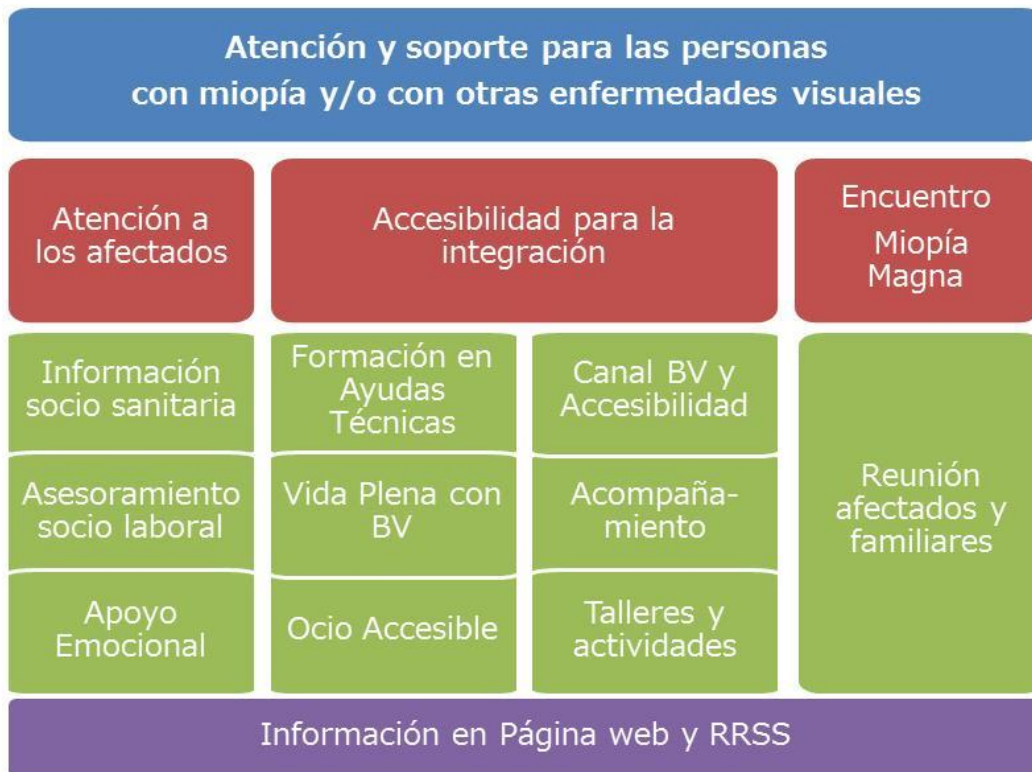 Atención y soporte para las personas
con miopía y/o con otras enfermedades visuales
Atención a
los afectados
Accesibilidad para la
integración
Encuentro
Miopía
Magna
Información
socio sanitaria
Formación en
Ayudas
Técnicas
Canal BV y
Accesibilidad
Asesoramiento
socio laboral
Vida Plena con
BV
Acompaña-
miento
Reunión
afectados y
familiares
Apoyo
Emocional
Ocio Accesible
Talleres y
actividades
Información en Página web y RRSS